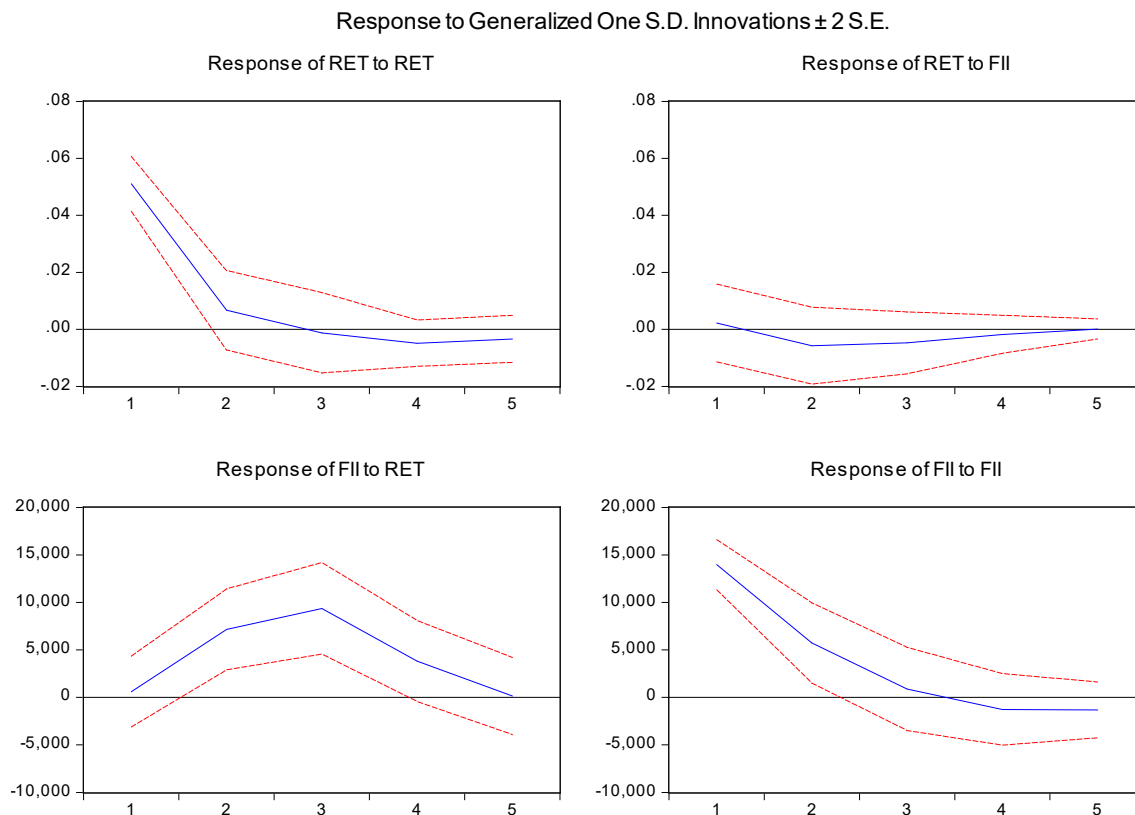 Response to Generalized One S.D. Innovations ± 2 S.E.
Response of RET to RET
.08
.06
.04
.02
.00
-.02
1 2 3 4 5
Response of RET to FII
.08
.06
.04
.02
.00
-.02
1 2 3 4 5
Response of FII to RET
20,000
15,000
10,000
5,000
0
-5,000
-10,000
1 2 3 4 5
Response of FII to FII
20,000
15,000
10,000
5,000
0
-5,000
-10,000
1 2 3 4 5